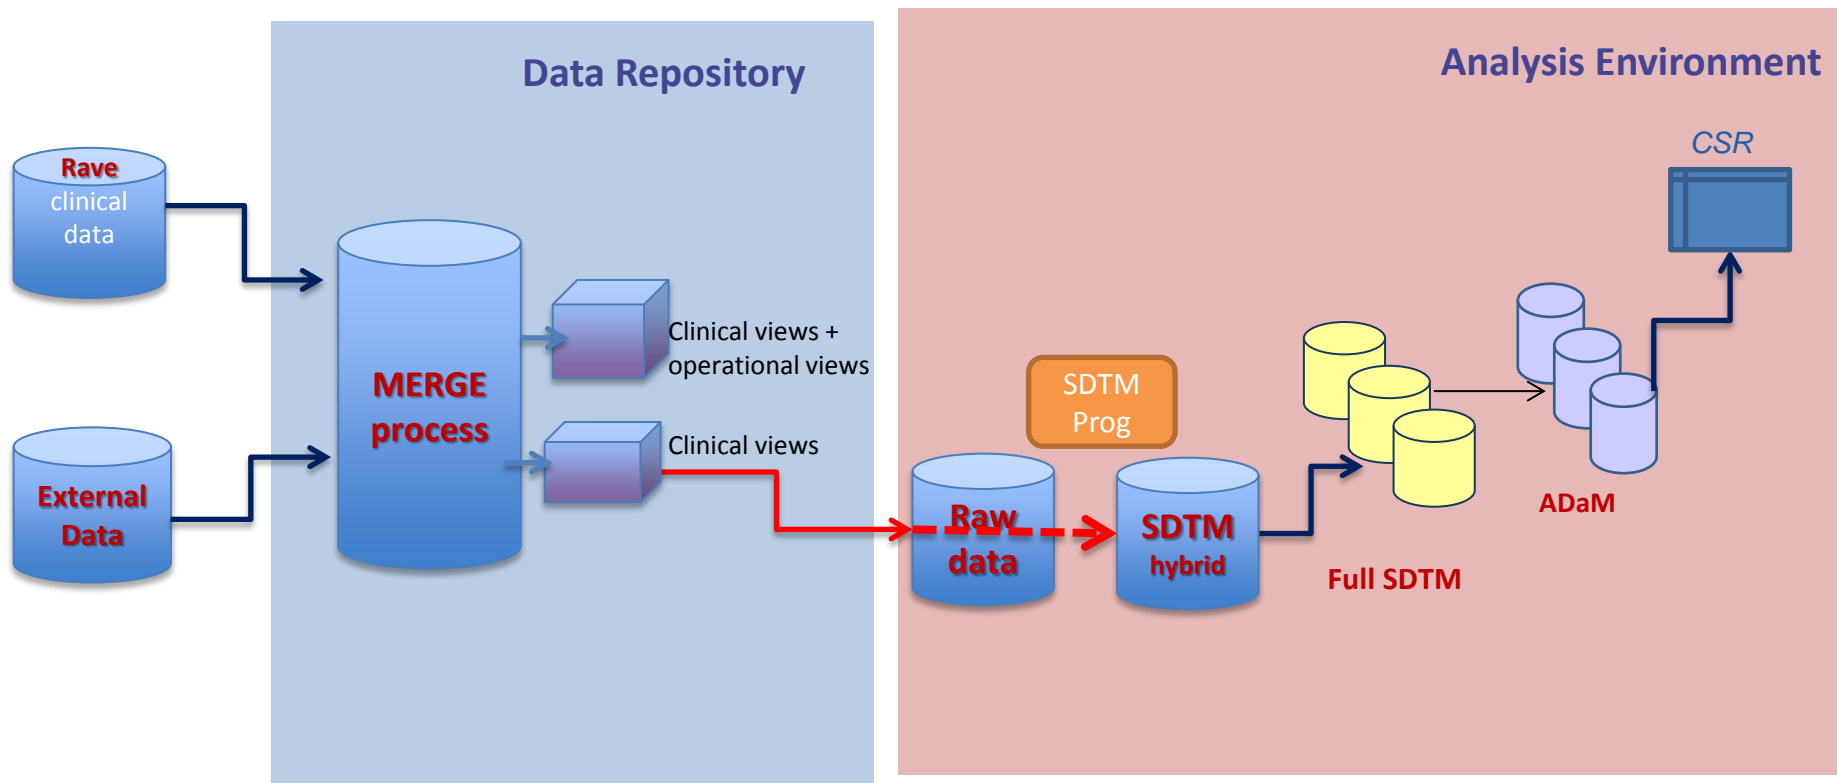 Data Repository
Analysis Environment
Rave
clinical
data
External
Data
MERGE
process
Clinical views +
operational views
Clinical views
SDTM
Prog
Raw
data
SDTM
hybrid
Full SDTM
ADaM
CSR